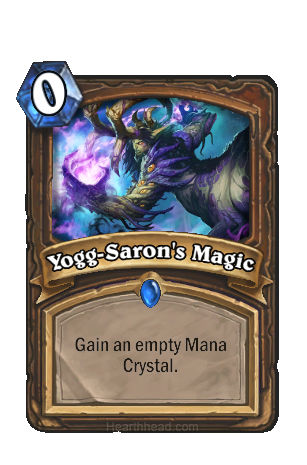 0
Yogg-Saron's Magic
Gain an empty Mana
Crystal.
Hearthhead.com